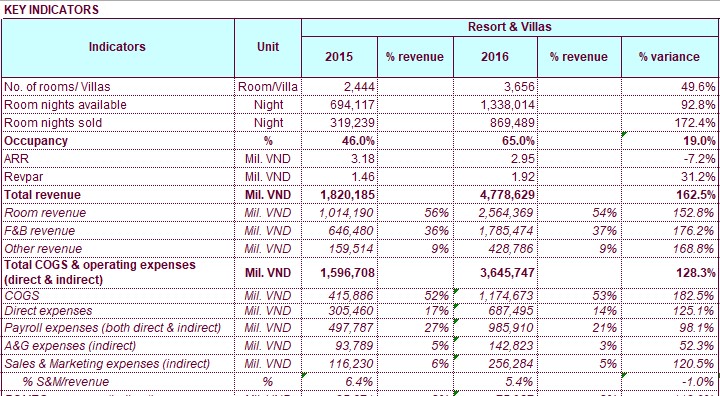 KEY INDICATORS
Indicators Unit Resort & Villas
2015 % revenue 2016 % revenue % variance
No. of rooms/ Villas Room/Villa 2,444 3,656 49.6%
Room nights available Night 694,117 1,338,014 92.8%
Room nights sold Night 319,239 869,489 172.4%
Occupancy % 46.0% 65.0% 19.0%
ARR Mil. VND 3.18 2.95 -7.2%
Revpar Mil. VND 1.46 1.92 31.2%
Total revenue Mil. VND 1,820,185 4,778,629 162.5%
Room revenue Mil. VND 1,014,190 56% 2,564,369 54% 152.8%
F&B revenue Mil. VND 646,480 36% 1,785,474 37% 176.2%
Other revenue Mil. VND 159,514 9% 428,786 9% 168.8%
Total COGS & operating expenses
(direct & indirect) Mil. VND 1,596,708 3,645,747 128.3%
COGS Mil. VND 415,886 52% 1,174,673 53% 182.5%
Direct expenses Mil. VND 305,460 17% 687,495 14% 125.1%
Payroll expenses (both direct & indirect) Mil. VND 497,787 27% 985,910 21% 98.1%
A&G expenses (indirect) Mil. VND 93,789 5% 142,823 3% 52.3%
Sales & Marketing expenses (indirect) Mil. VND 116,230 6% 256,284 5% 120.5%
% S&M/revenue % 6.4% 5.4% -1.0%